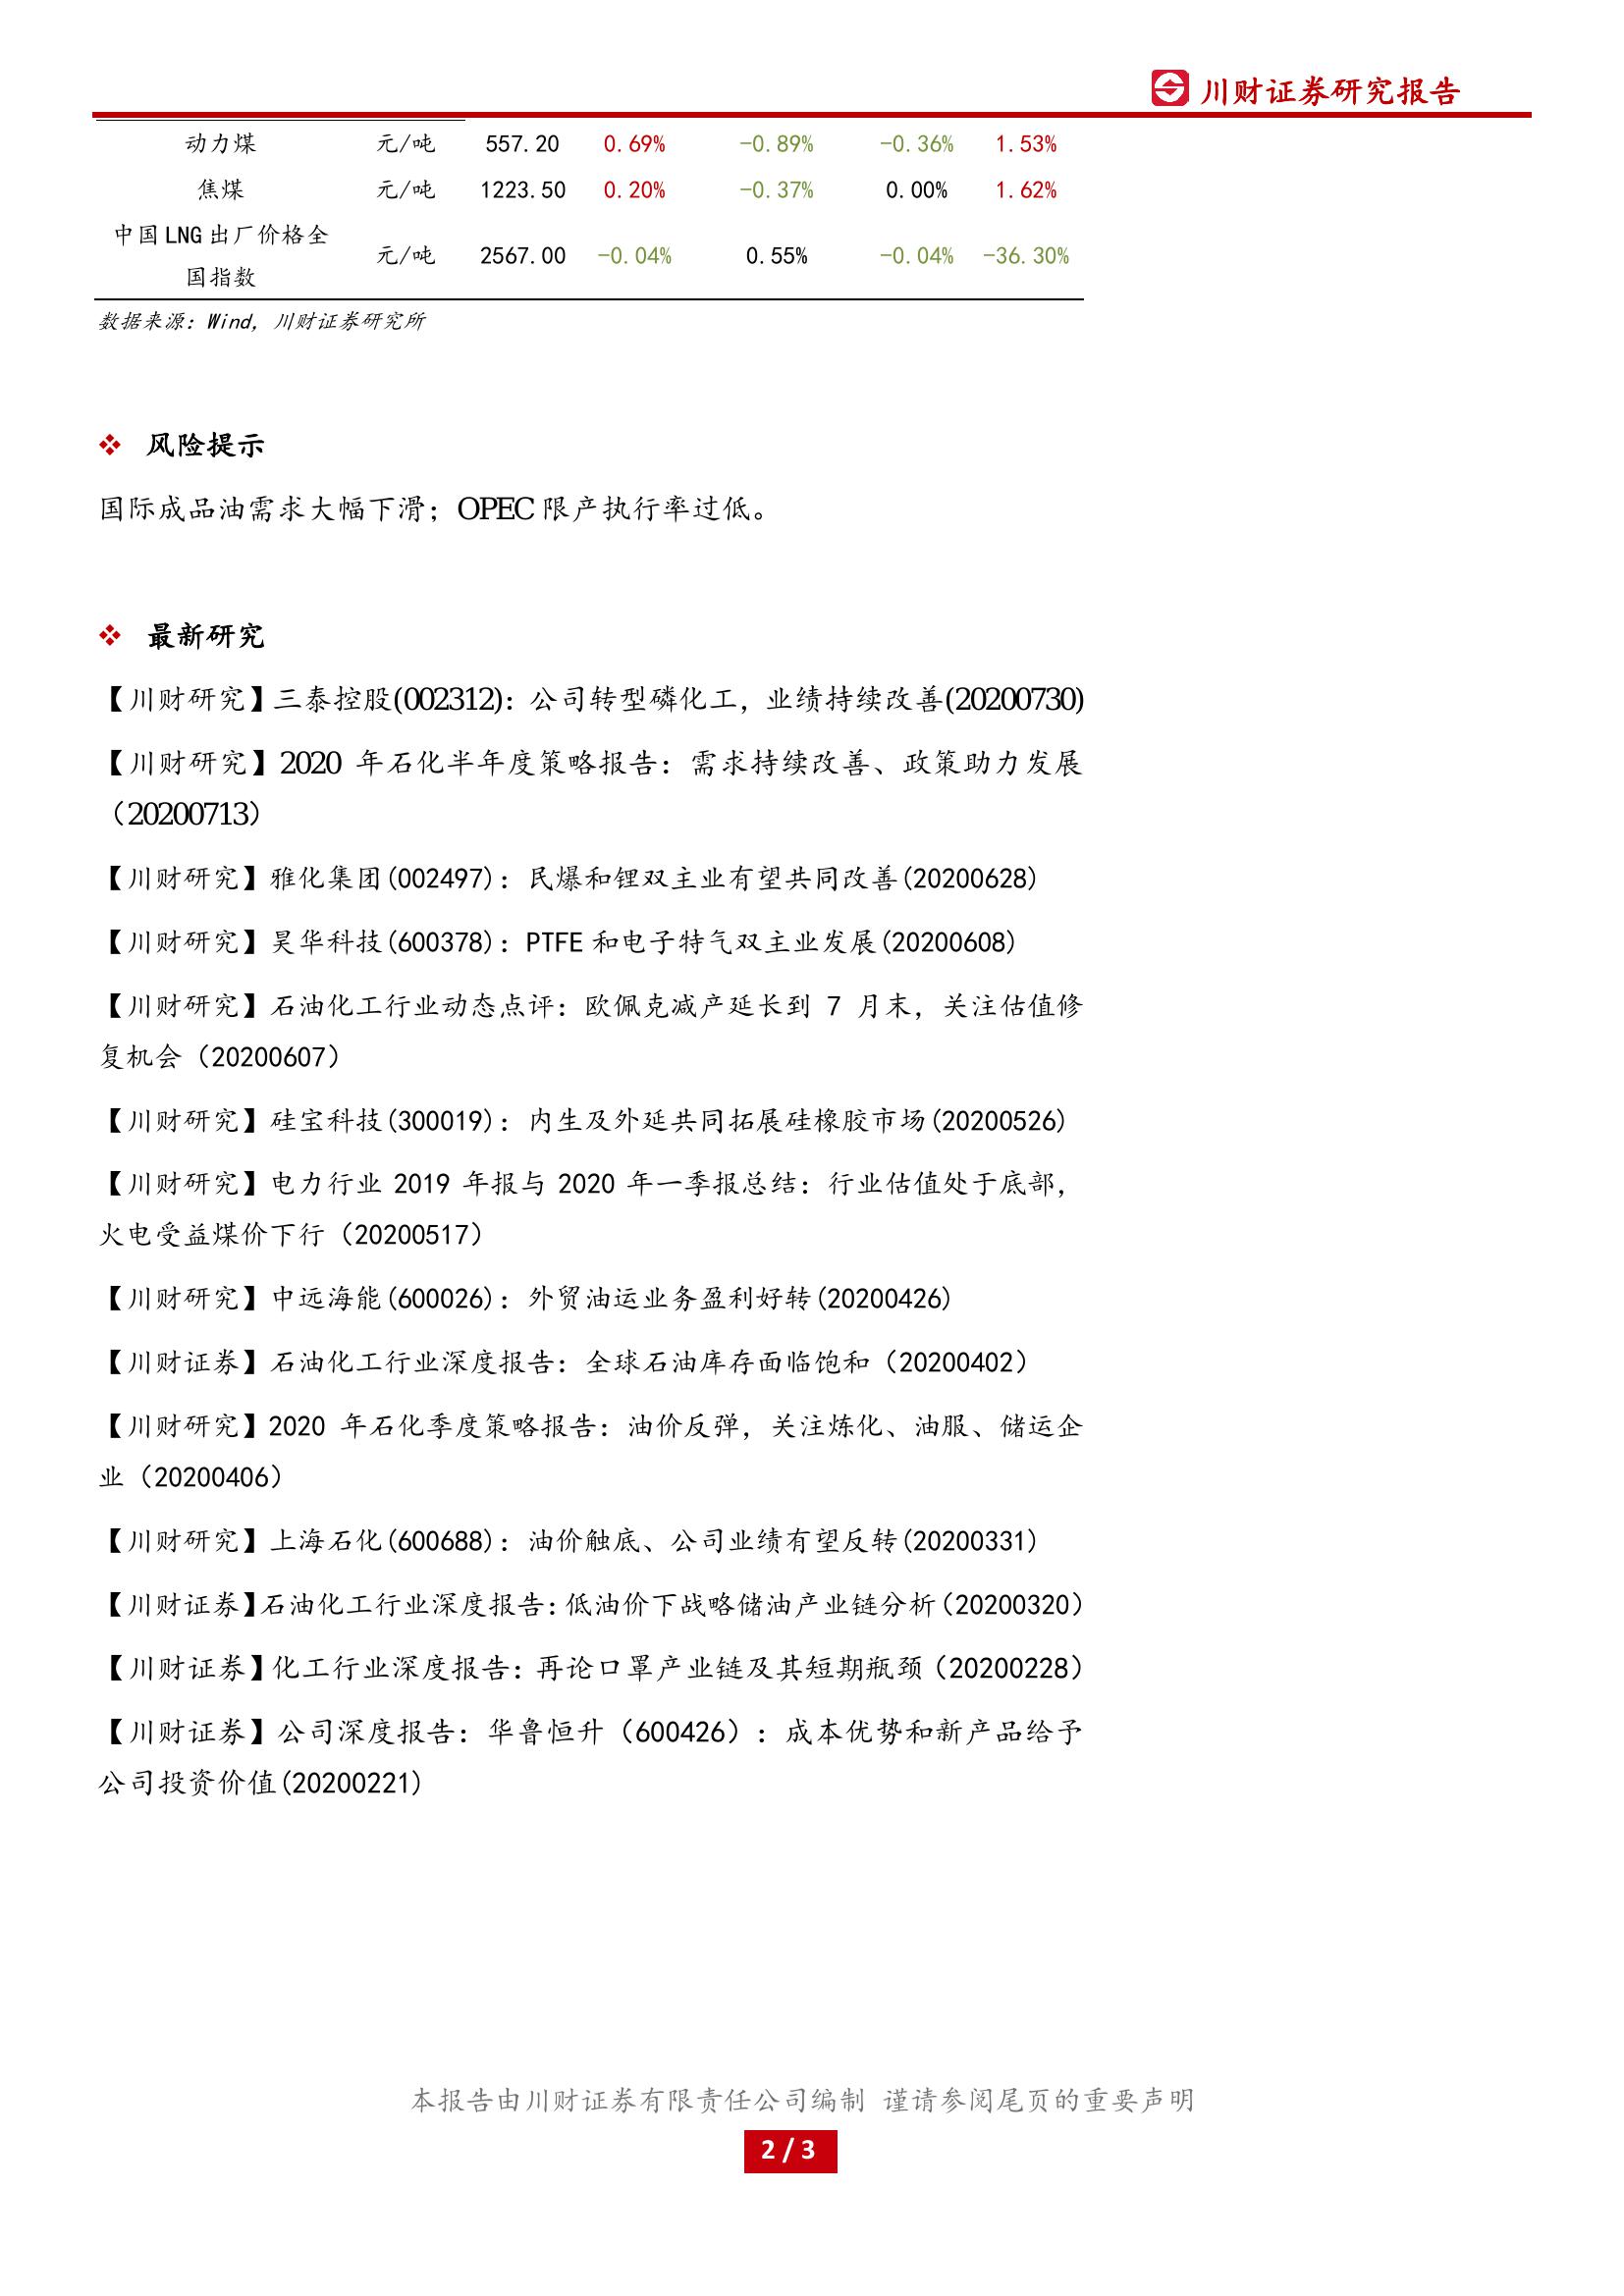 川财证券研究报告
动力煤 元/吨 557.20 0.69% -0.89% -0.36% 1.53%
焦煤 元/吨 1223.50 0.20% -0.37% 0.00% 1.62%
中国LNG出厂价格全
国指数 元/吨 2567.00 -0.04% 0.55% -0.04% -36.30%
数据来源：Wind，川财证券研究所
❖ 风险提示
国际成品油需求大幅下滑；OPEC 限产执行率过低。
❖ 最新研究
【川财研究】三泰控股(002312)：公司转型磷化工，业绩持续改善(20200730)
【川财研究】2020 年石化半年度策略报告：需求持续改善、政策助力发展
（20200713）
【川财研究】雅化集团(002497)：民爆和锂双主业有望共同改善(20200628)
【川财研究】昊华科技(600378)：PTFE 和电子特气双主业发展(20200608)
【川财研究】石油化工行业动态点评：欧佩克减产延长到 7 月末，关注估值修
复机会（20200607）
【川财研究】硅宝科技(300019)：内生及外延共同拓展硅橡胶市场(20200526)
【川财研究】电力行业 2019 年报与 2020 年一季报总结：行业估值处于底部，
火电受益煤价下行（20200517）
【川财研究】中远海能(600026)：外贸油运业务盈利好转(20200426)
【川财证券】石油化工行业深度报告：全球石油库存面临饱和（20200402）
【川财研究】2020 年石化季度策略报告：油价反弹，关注炼化、油服、储运企
业（20200406）
【川财研究】上海石化(600688)：油价触底、公司业绩有望反转(20200331)
【川财证券】石油化工行业深度报告：低油价下战略储油产业链分析（20200320）
【川财证券】化工行业深度报告：再论口罩产业链及其短期瓶颈（20200228）
【川财证券】公司深度报告：华鲁恒升（600426）：成本优势和新产品给予
公司投资价值(20200221)
本报告由川财证券有限责任公司编制 谨请参阅尾页的重要声明
2 / 3